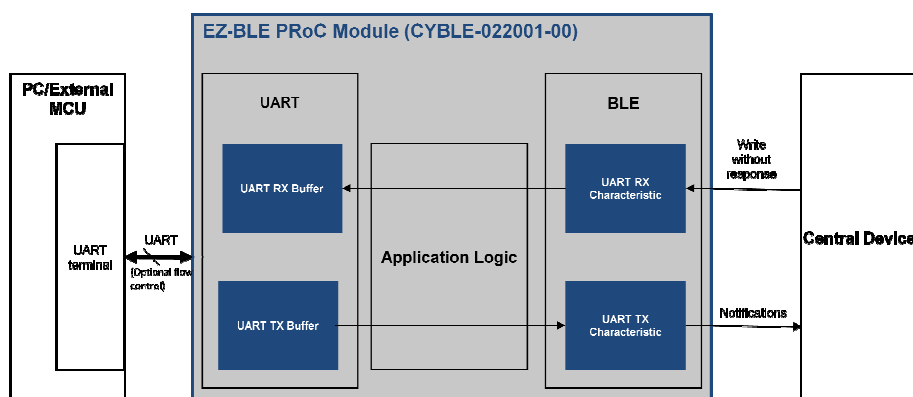 EZ-BLE PRoC Module (CYBLE-022001-00)
PC/External
MCU
UART
terminal
UART
(Optional flow
control)
UART
UART RX Buffer
UART TX Buffer
Application Logic
BLE
UART RX
Characteristic
UART TX
Characteristic
Write
without
response
Notifications
Central Device